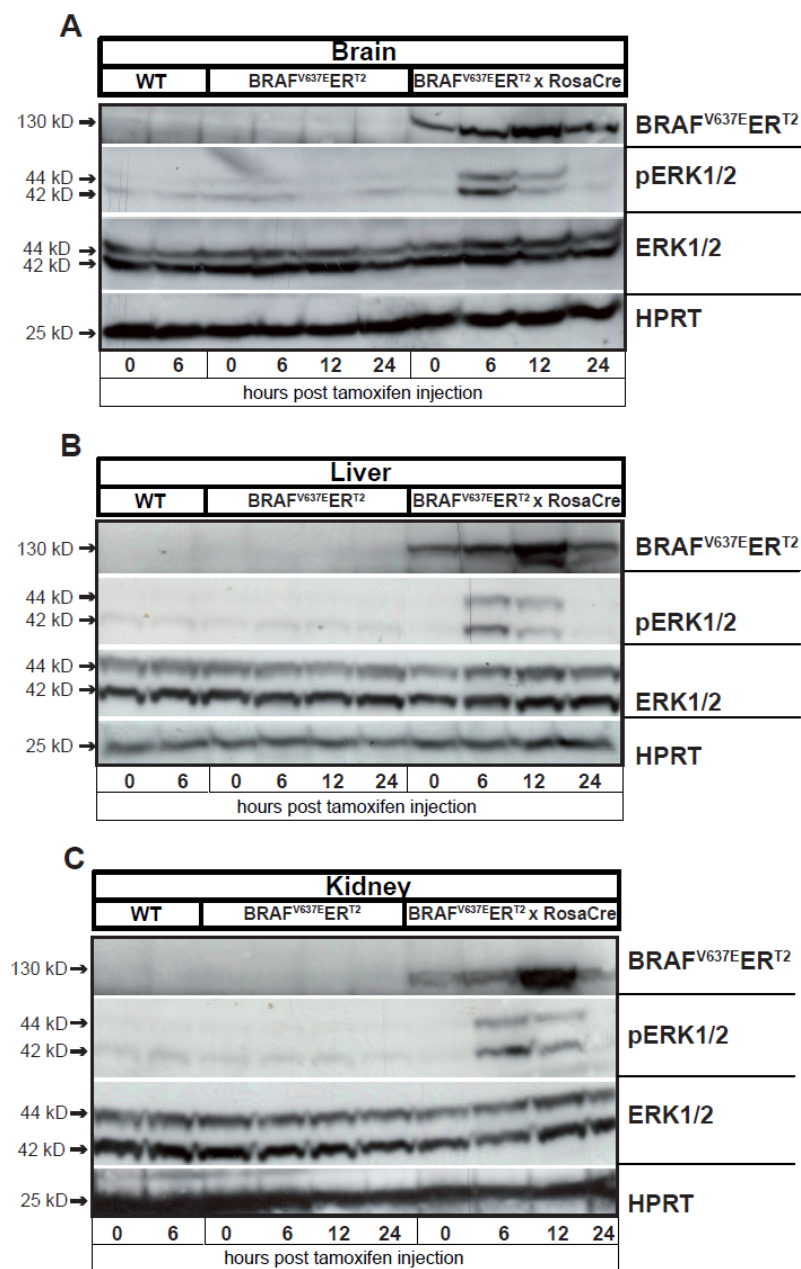 A
Brain
WT BRAFV637EERT2 BRAFV637EERT2 x RosaCre
130 kD BRAFV637EERT2
44 kD pERK1/2
42 kD
44 kD ERK1/2
42 kD
25 kD HPRT
0 6 0 6 12 24 0 6 12 24
hours post tamoxifen injection
B
Liver
WT BRAFV637EERT2 BRAFV637EERT2 x RosaCre
130 kD BRAFV637EERT2
44 kD
42 kD pERK1/2
44 kD
42 kD ERK1/2
25 kD HPRT
0 6 0 6 12 24 0 6 12 24
hours post tamoxifen injection
C
Kidney
WT BRAFV637EERT2 BRAFV637EERT2 x RosaCre
130 kD BRAFV637EERT2
44 kD pERK1/2
42 kD
44 kD ERK1/2
42 kD
25 kD HPRT
0 6 0 6 12 24 0 6 12 24
hours post tamoxifen injection